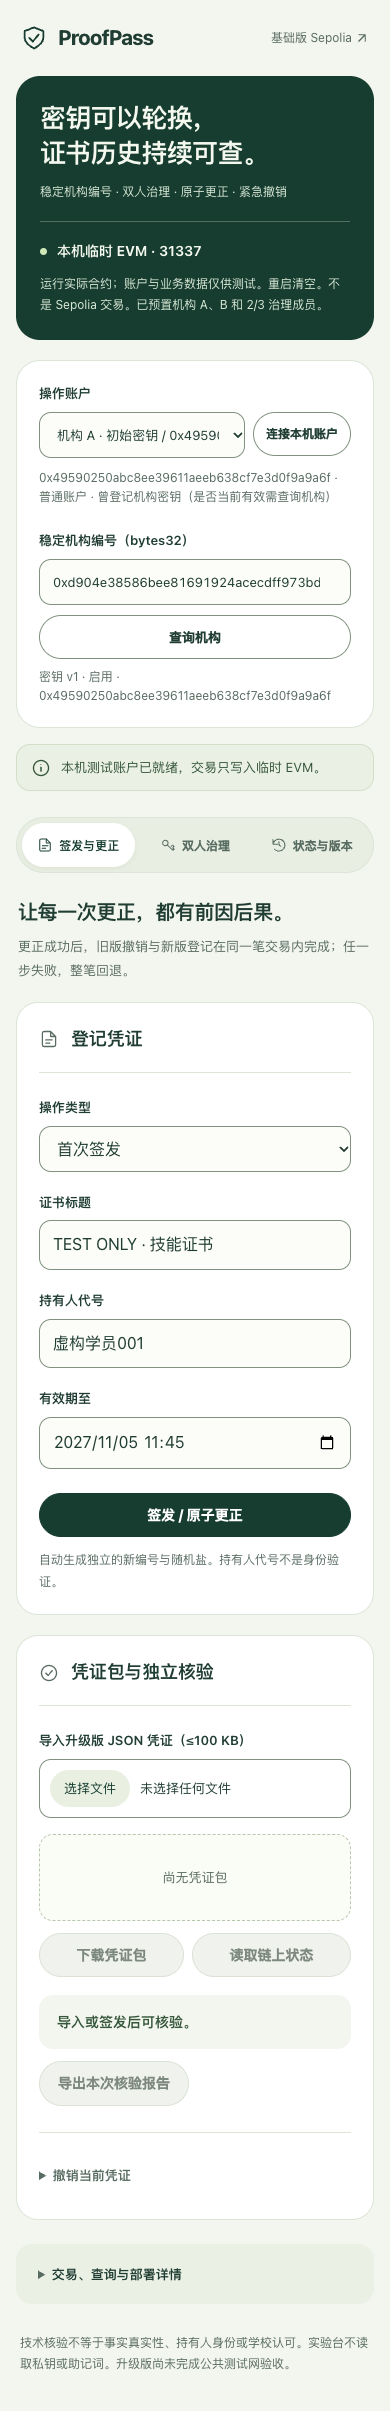 ProofPass
基础版 Sepolia
密钥可以轮换，
证书历史持续可查。
稳定机构编号 · 双人治理 · 原子更正 · 紧急撤销
本机临时 EVM · 31337
运行实际合约；账户与业务数据仅供测试。重启清空。不
是 Sepolia 交易。已预置机构 A、B 和 2/3 治理成员。
操作账户
机构 A · 初始密钥 / 0x4959(
连接本机账户
0x49590250abc8ee39611aeeb638cf7e3d0f9a9a6f ·
普通账户 · 曾登记机构密钥（是否当前有效需查询机构）
稳定机构编号（bytes32）
0xd904e38586bee81691924acecdff973bd
查询机构
密钥 v1 · 启用 ·
0x49590250abc8ee39611aeeb638cf7e3d0f9a9a6f
本机测试账户已就绪，交易只写入临时 EVM。
签发与更正
双人治理
状态与版本
让每一次更正，都有前因后果。
更正成功后，旧版撤销与新版登记在同一笔交易内完成；任一
步失败，整笔回退。
登记凭证
操作类型
首次签发
证书标题
TEST ONLY · 技能证书
持有人代号
虚构学员001
有效期至
2027/11/05 11:45
签发 / 原子更正
自动生成独立的新编号与随机盐。持有人代号不是身份验
证。
凭证包与独立核验
导入升级版 JSON 凭证（≤100 KB）
选择文件 未选择任何文件
尚无凭证包
下载凭证包
读取链上状态
导入或签发后可核验。
导出本次核验报告
撤销当前凭证
交易、查询与部署详情
技术核验不等于事实真实性、持有人身份或学校认可。实验台不读
取私钥或助记词。升级版尚未完成公共测试网验收。